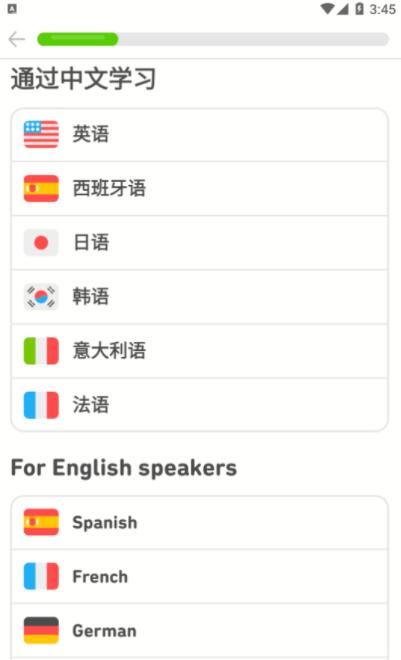 3:45
通过中文学习
英语
西班牙语
日语
韩语
意大利语
法语
For English speakers
Spanish
French
German